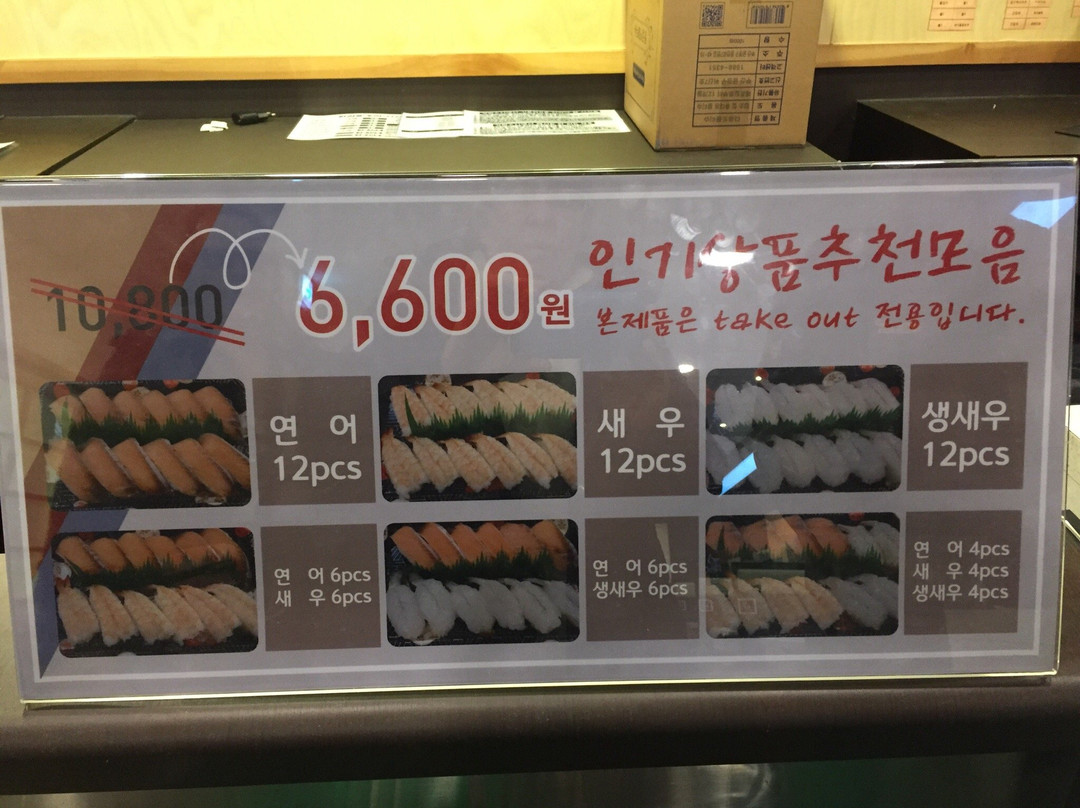 10,800
6,600원
인기상품추천모음
본제품은 take out 전용입니다.
연 어
12pcs
새 우
12pcs
생새우
12pcs
연 어 6pcs
새 우 6pcs
연 어 6pcs
생새우 6pcs
연 어 4pcs
새 우 4pcs
생새우 4pcs